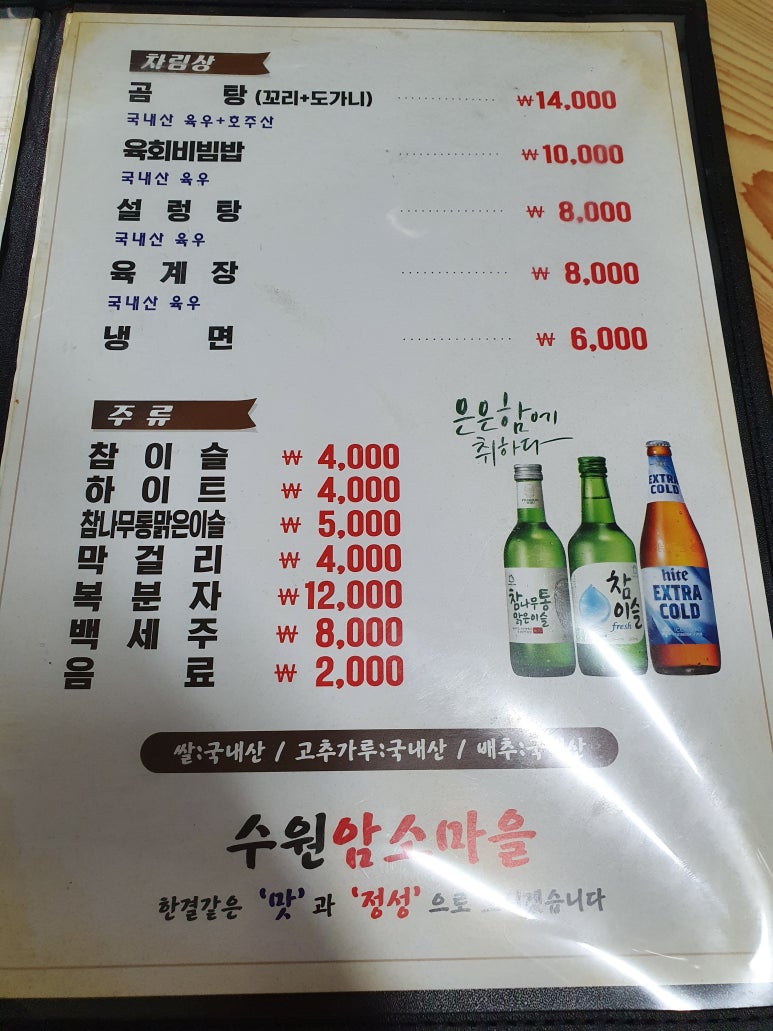 차림상
곰 탕 (꼬리+도가니) ₩14,000
국내산 육우+호주산
육회비빔밥 ₩10,000
국내산 육우
설 렁 탕 ₩ 8,000
국내산 육우
육 계 장 ₩ 8,000
국내산 육우
냉 면 ₩ 6,000
주 류
참 이 슬 ₩ 4,000
하 이 트 ₩ 4,000
참나무통맑은이슬 ₩ 5,000
막 걸 리 ₩ 4,000
복 분 자 ₩12,000
백 세 주 ₩ 8,000
음 료 ₩ 2,000
은은함에
취하다
참나무통
맑은이슬
참
이슬
fresh
EXTRA
COLD
hite
EXTRA
COLD
쌀:국내산 / 고추가루:국내산 / 배추:국 산
수원암소마을
한결같은 '맛'과 '정성'으로